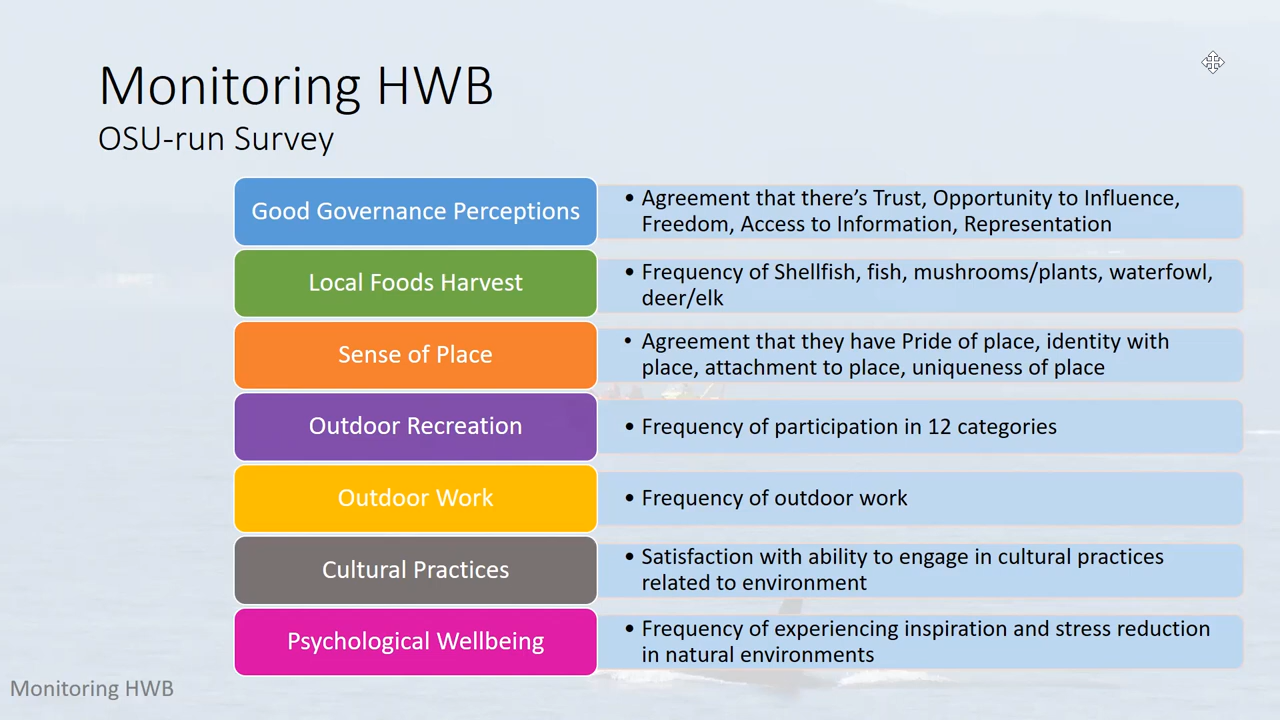 Monitoring HWB
OSU-run Survey
Good Governance Perceptions
• Agreement that there’s Trust, Opportunity to Influence,
Freedom, Access to Information, Representation
Local Foods Harvest
• Frequency of Shellfish, fish, mushrooms/plants, waterfowl,
deer/elk
Sense of Place
• Agreement that they have Pride of place, identity with
place, attachment to place, uniqueness of place
Outdoor Recreation
• Frequency of participation in 12 categories
Outdoor Work
• Frequency of outdoor work
Cultural Practices
• Satisfaction with ability to engage in cultural practices
related to environment
Psychological Wellbeing
• Frequency of experiencing inspiration and stress reduction
in natural environments
Monitoring HWB